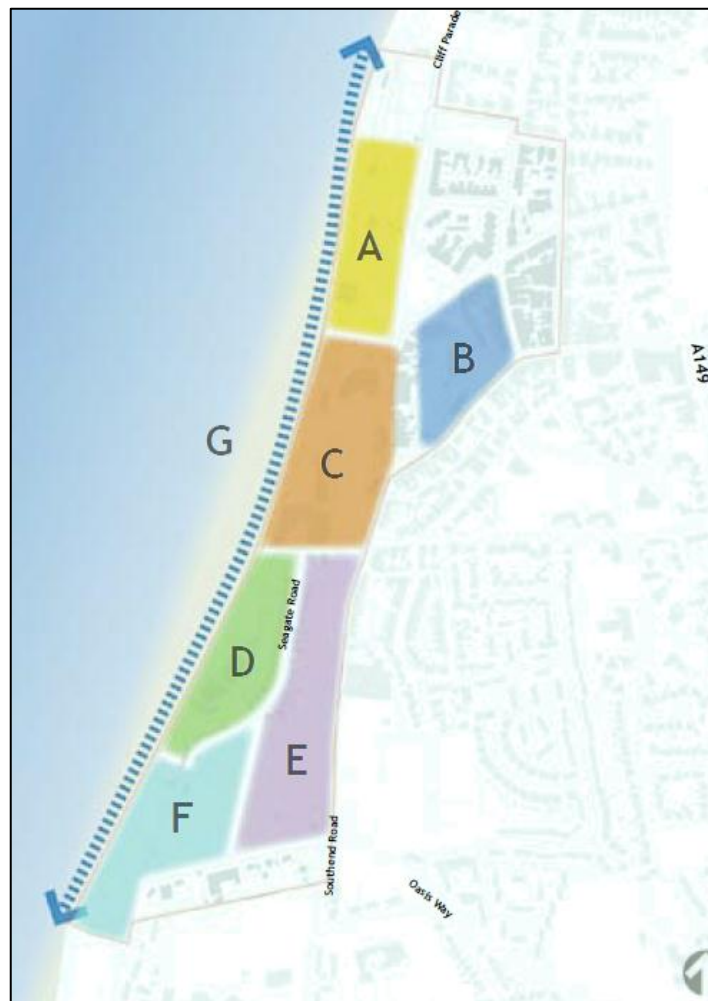 Cliff Parade
A
B
A149
G
C
Seagate Road
D
E
F
Southend Road
Oasis Way